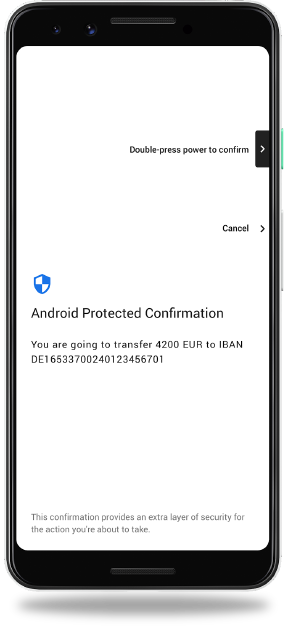 Double-press power to confirm
Cancel
Android Protected Confirmation
You are going to transfer 4200 EUR to IBAN
DE16533700240123456701
This confirmation provides an extra layer of security for
the action you're about to take.